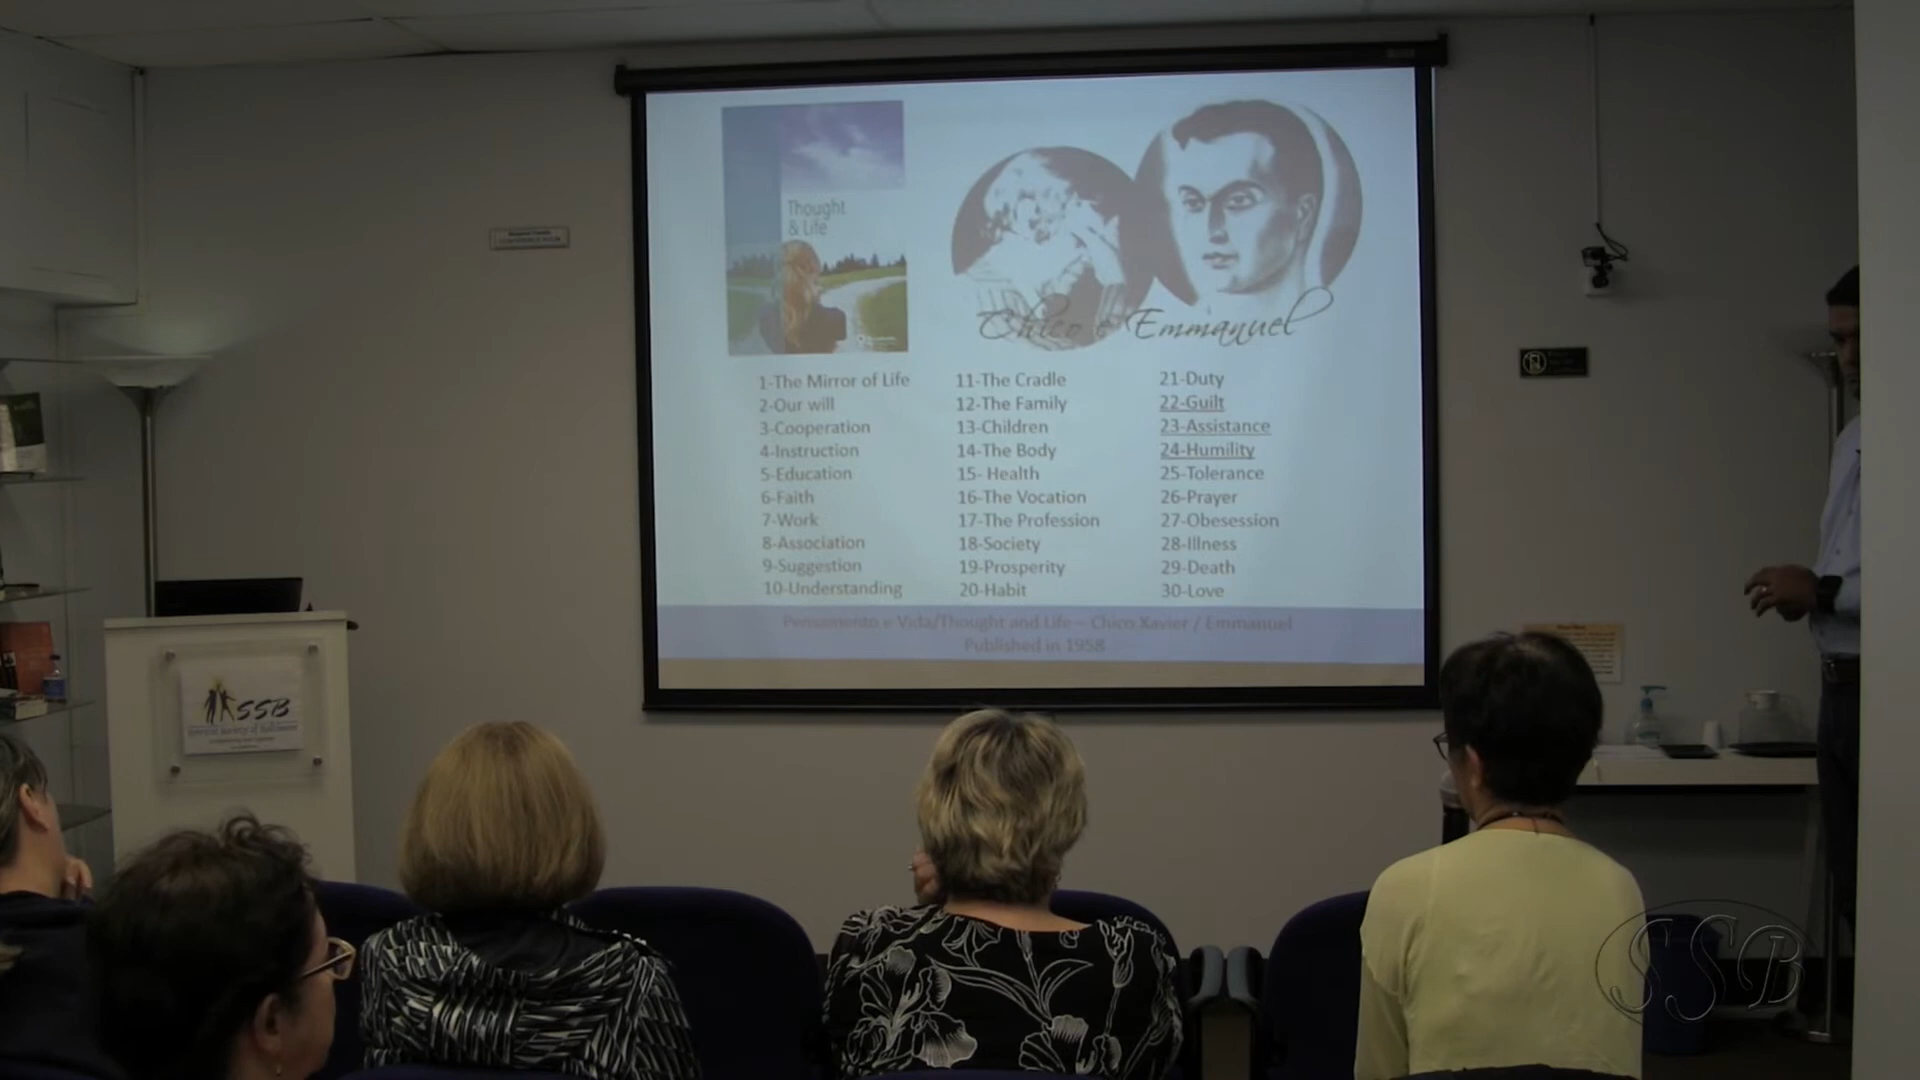 Thought
& Life
Chico e Emmanuel
1-The Mirror of Life
2-Our will
3-Cooperation
4-Instruction
5-Education
6-Faith
7-Work
8-Association
9-Suggestion
10-Understanding
11-The Cradle
12-The Family
13-Children
14-The Body
15- Health
16-The Vocation
17-The Profession
18-Society
19-Prosperity
20-Habit
21-Duty
22-Guilt
23-Assistance
24-Humility
25-Tolerance
26-Prayer
27-Obesession
28-Illness
29-Death
30-Love
Pensamento e Vida/Thought and Life – Chico Xavier / Emmanuel
Published in 1958
SSB
SSB